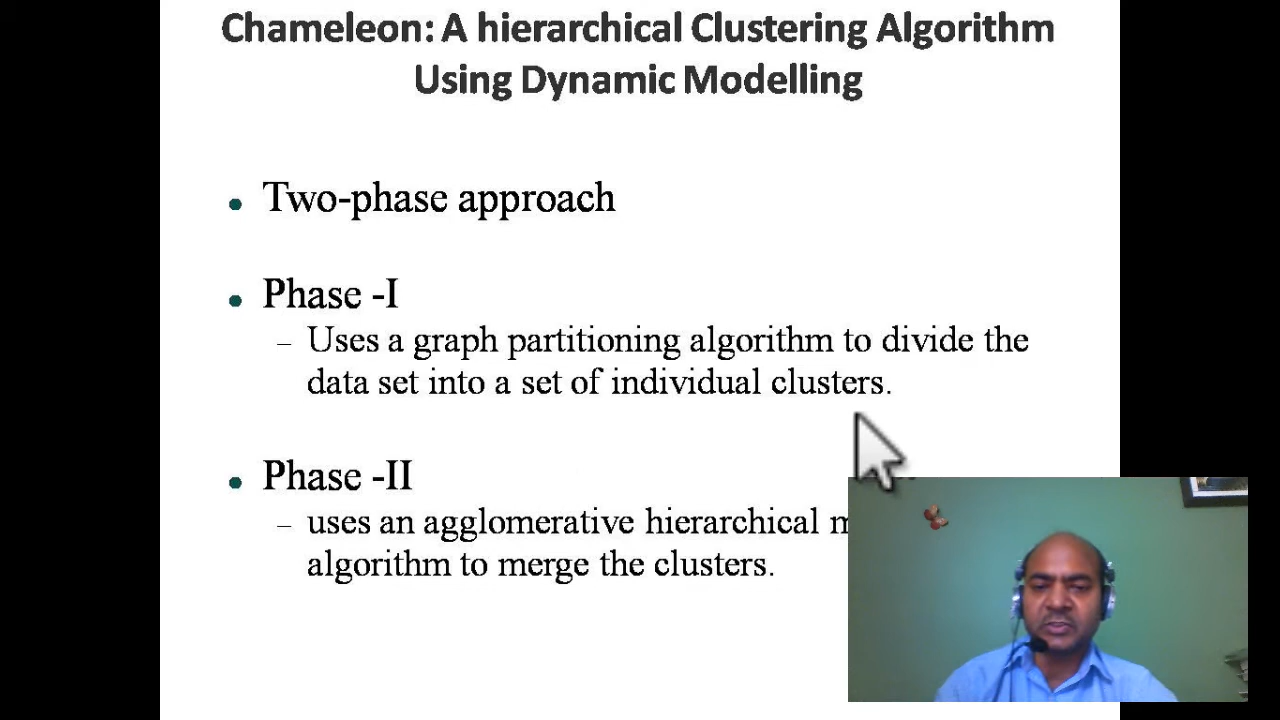 Chameleon: A hierarchical Clustering Algorithm
Using Dynamic Modelling
Two-phase approach
Phase -I
– Uses a graph partitioning algorithm to divide the
data set into a set of individual clusters.
Phase -II
– uses an agglomerative hierarchical
algorithm to merge the clusters.